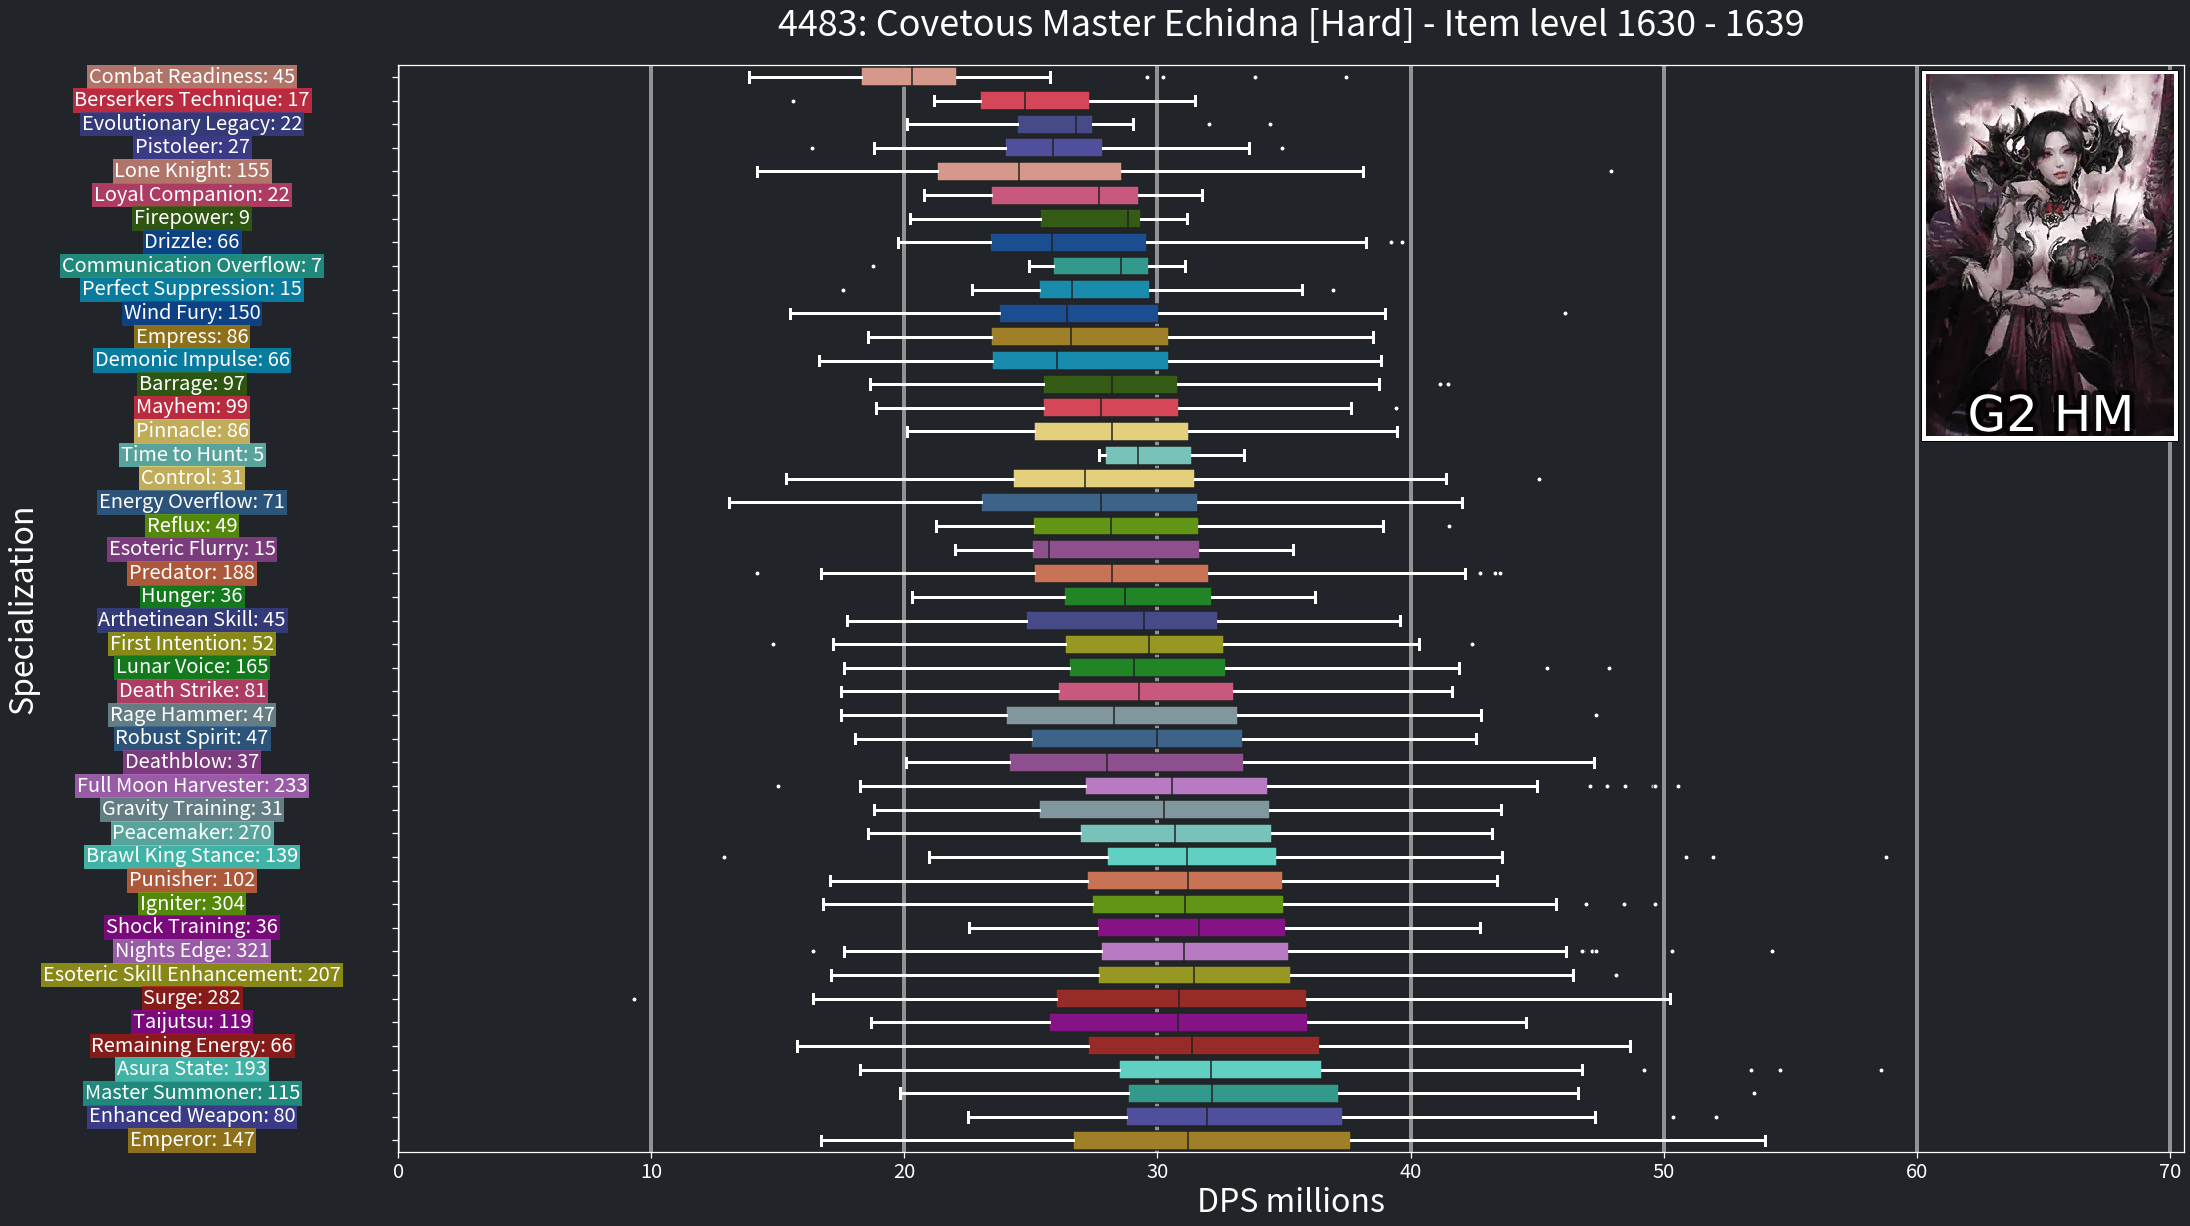 4483: Covetous Master Echidna [Hard] - Item level 1630 - 1639
Combat Readiness: 45
Berserkers Technique: 17
Evolutionary Legacy: 22
Pistoleer: 27
Lone Knight: 155
Loyal Companion: 22
Firepower: 9
Drizzle: 66
Communication Overflow: 7
Perfect Suppression: 15
Wind Fury: 150
Empress: 86
Demonic Impulse: 66
Barrage: 97
Mayhem: 99
Pinnacle: 86
Time to Hunt: 5
Control: 31
Energy Overflow: 71
Reflux: 49
Esoteric Flurry: 15
Predator: 188
Hunger: 36
Arthetinean Skill: 45
First Intention: 52
Lunar Voice: 165
Death Strike: 81
Rage Hammer: 47
Robust Spirit: 47
Deathblow: 37
Full Moon Harvester: 233
Gravity Training: 31
Peacemaker: 270
Brawl King Stance: 139
Punisher: 102
Igniter: 304
Shock Training: 36
Nights Edge: 321
Esoteric Skill Enhancement: 207
Surge: 282
Taijutsu: 119
Remaining Energy: 66
Asura State: 193
Master Summoner: 115
Enhanced Weapon: 80
Emperor: 147
Specialization
G2 HM
0 10 20 30 40 50 60 70
DPS millions